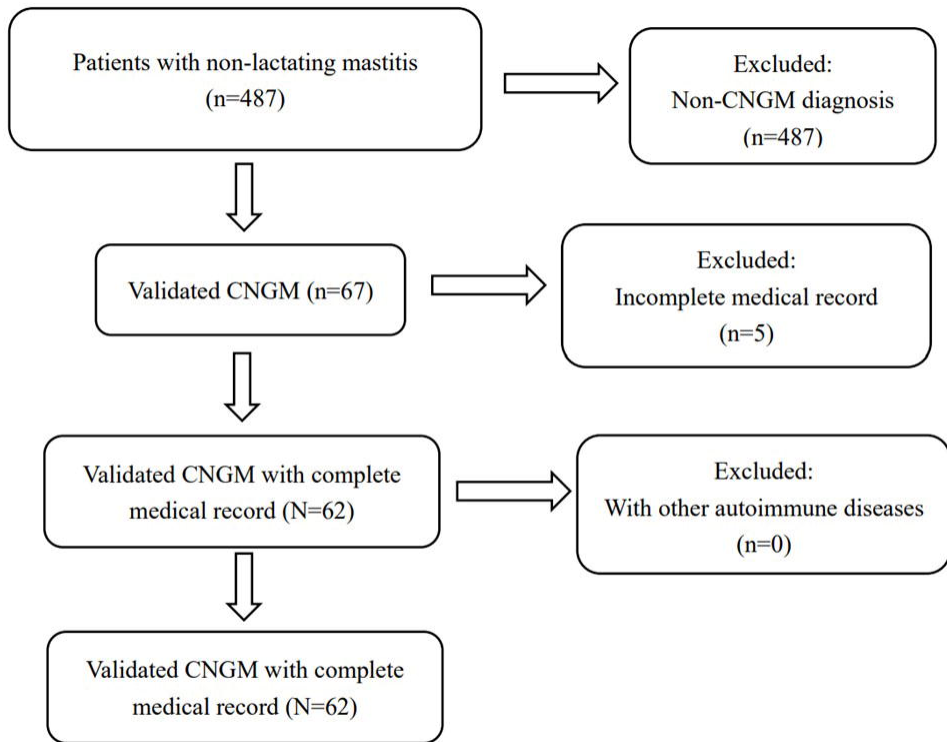 Patients with non-lactating mastitis
(n=487)
Excluded:
Non-CNGM diagnosis
(n=487)
Validated CNGM (n=67)
Excluded:
Incomplete medical record
(n=5)
Validated CNGM with complete
medical record (N=62)
Excluded:
With other autoimmune diseases
(n=0)
Validated CNGM with complete
medical record (N=62)